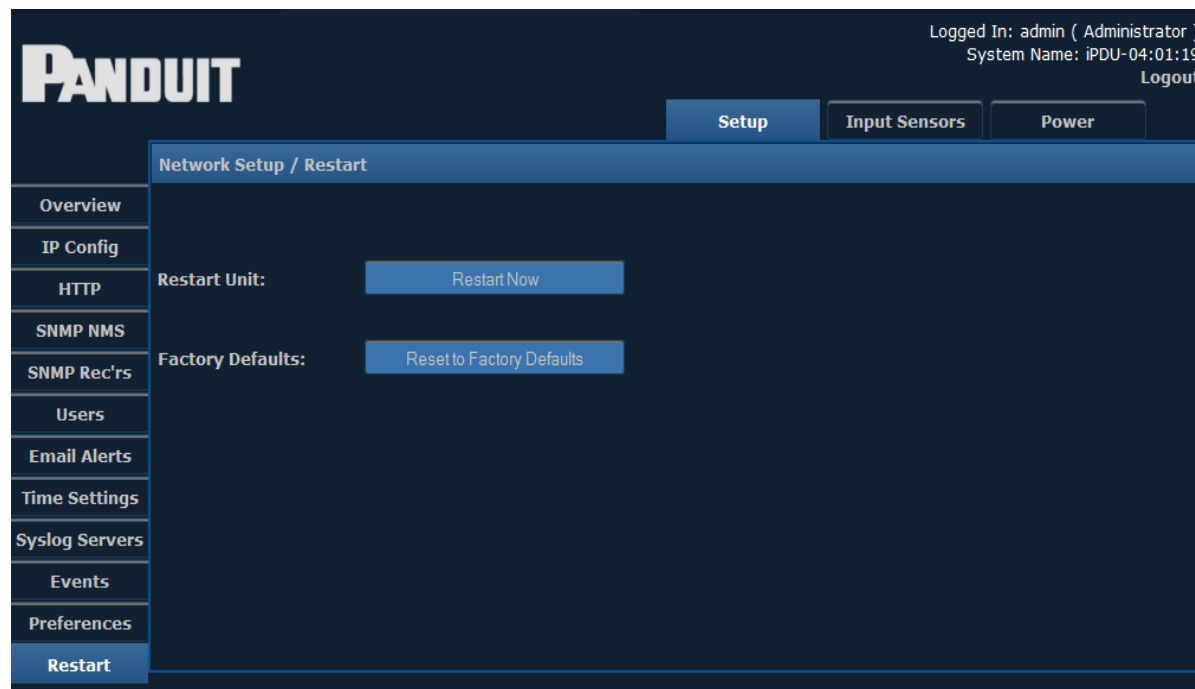 PANDUIT
Logged In: admin ( Administrator )
System Name: iPDU-04:01:19
Logout
Setup
Input Sensors
Power
Network Setup / Restart
Overview
IP Config
HTTP
SNMP NMS
SNMP Rec'rs
Users
Email Alerts
Time Settings
Syslog Servers
Events
Preferences
Restart
Restart Unit:
Restart Now
Factory Defaults:
Reset to Factory Defaults